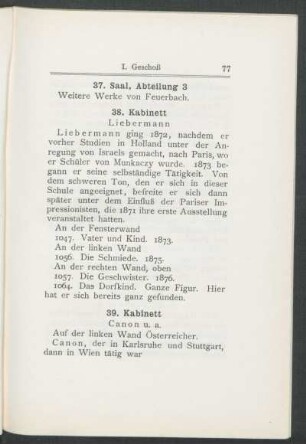 I. Geschoß 77
37. Saal, Abteilung 3
Weitere Werke von Feuerbach.
38. Kabinett
Liebermann
Liebermann ging 1872, nachdem er
vorher Studien in Holland unter der An-
regung von Israels gemacht, nach Paris, wo
er Schüler von Munkaczy wurde. 1873 be-
gann er seine selbständige Tätigkeit. Von
dem schweren Ton, den er sich in dieser
Schule angeeignet, befreite er sich dann
später unter dem Einfluß der Pariser Im-
pressionisten, die 1871 ihre erste Ausstellung
veranstaltet hatten.
An der Fensterwand
1047. Vater und Kind. 1873.
An der linken Wand
1056. Die Schmiede. 1875.
An der rechten Wand, oben
1057. Die Geschwister. 1876.
1064. Das Dorfkind. Ganze Figur. Hier
hat er sich bereits ganz gefunden.
39. Kabinett
Canon u. a.
Auf der linken Wand Österreicher.
Canon, der in Karlsruhe und Stuttgart,
dann in Wien tätig war